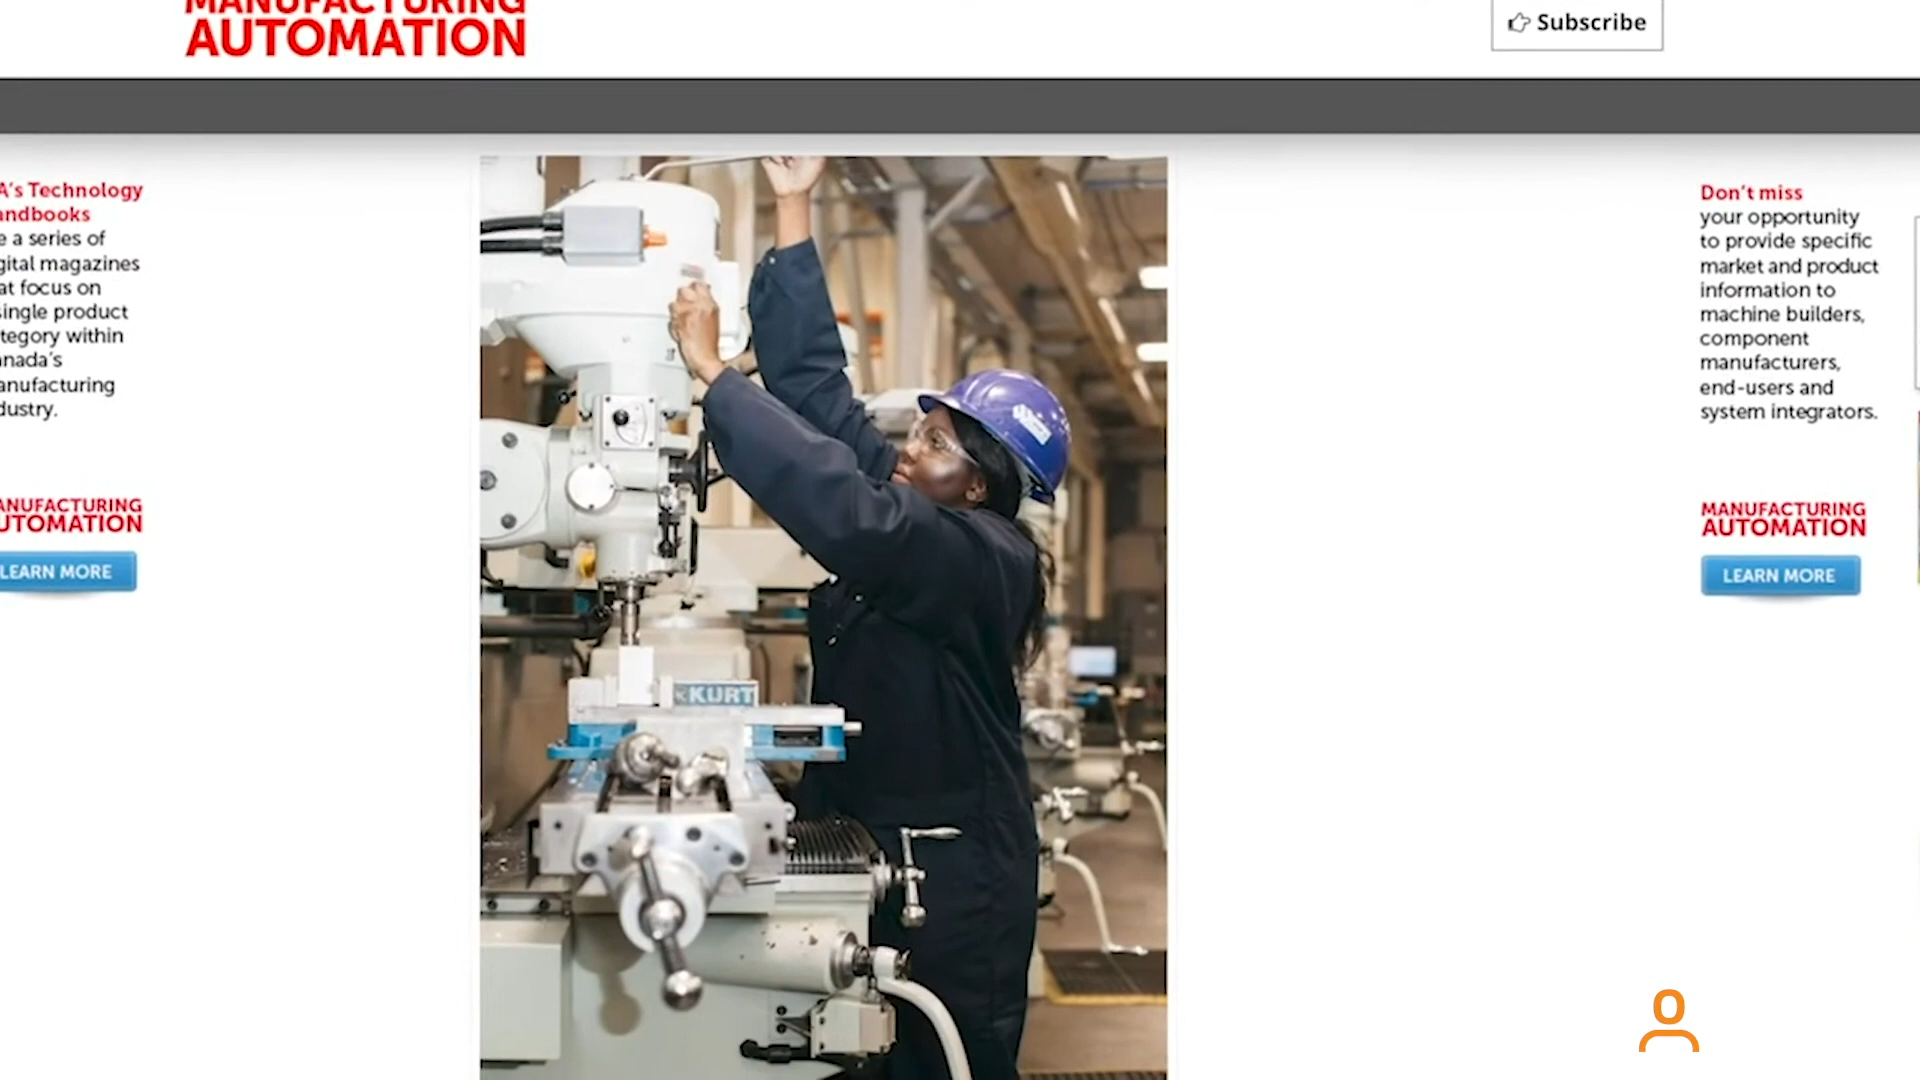 MANUFACTURING
AUTOMATION
Subscribe
A's Technology
andbooks
e a series of
gital magazines
at focus on
single product
tegory within
anada's
anufacturing
dustry.
ANUFACTURING
UTOMATION
LEARN MORE
KURT
Don't miss
your opportunity
to provide specific
market and product
information to
machine builders,
component
manufacturers,
end-users and
system integrators.
MANUFACTURING
AUTOMATION
LEARN MORE